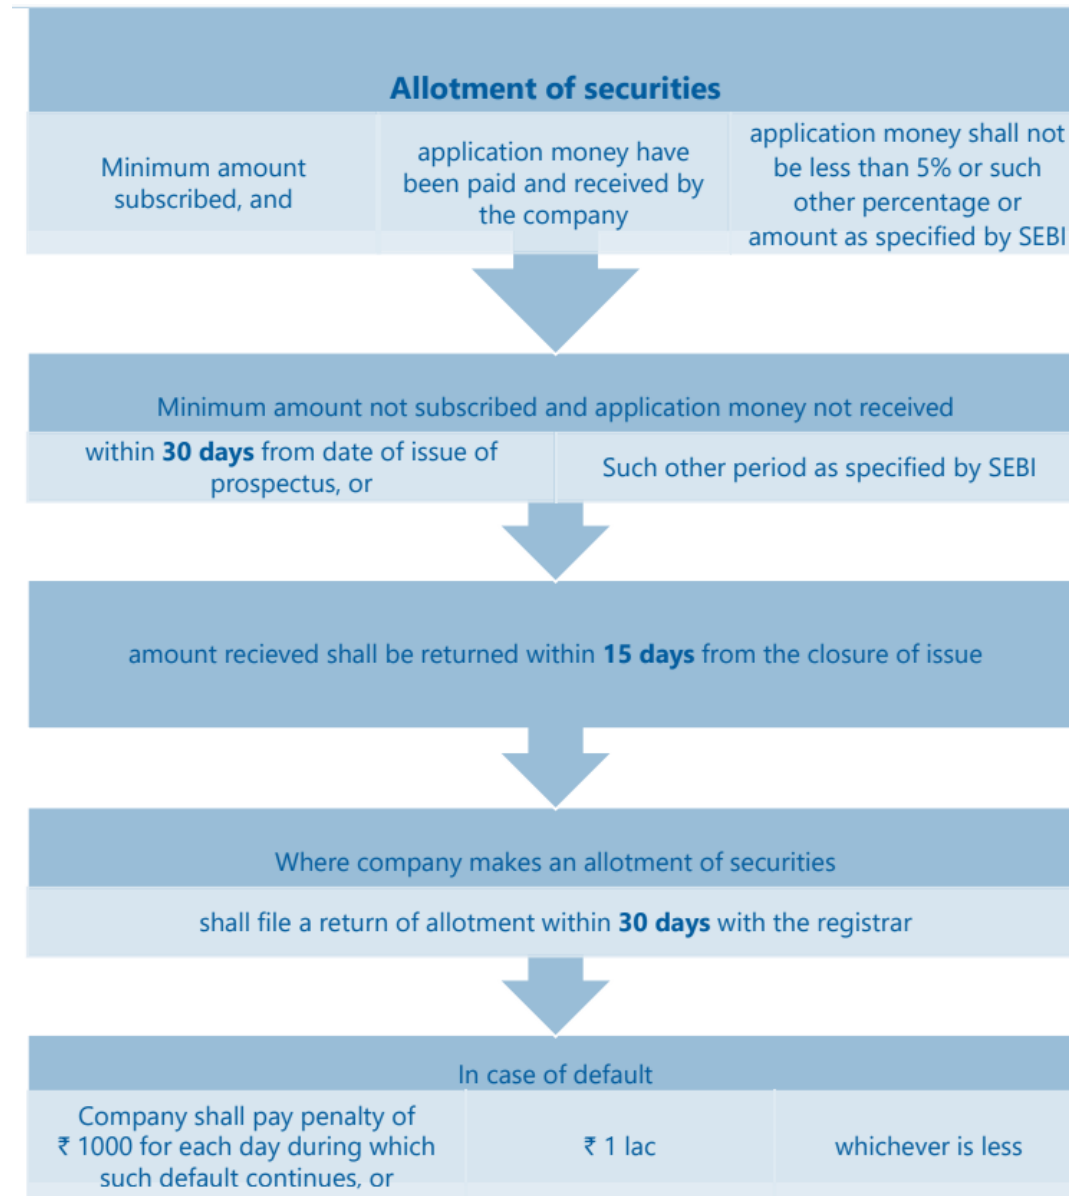 Allotment of securities
Minimum amount
subscribed, and
application money have
been paid and received by
the company
application money shall not
be less than 5% or such
other percentage or
amount as specified by SEBI
Minimum amount not subscribed and application money not received
within 30 days from date of issue of
prospectus, or
Such other period as specified by SEBI
amount recieved shall be returned within 15 days from the closure of issue
Where company makes an allotment of securities
shall file a return of allotment within 30 days with the registrar
In case of default
Company shall pay penalty of
₹ 1000 for each day during which
such default continues, or
₹ 1 lac
whichever is less